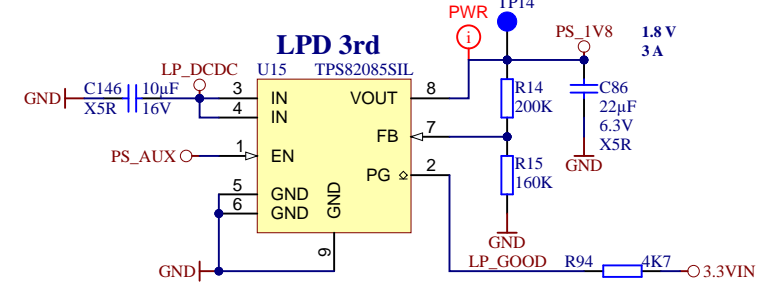 TP14
PWR
i
PS_1V8
1.8 V
3 A
LPD 3rd
LP_DCDC
U15 TPS82085SIL
C146 10µF
GND
X5R 16V
3 IN
4 IN
VOUT 8
R14
200K
C86
22µF
6.3V
X5R
GND
FB 7
PS_AUX
1 EN
PG 2
R15
160K
5 GND
6 GND
GND
9
GND
GND
LP_GOOD R94 4K7 3.3VIN